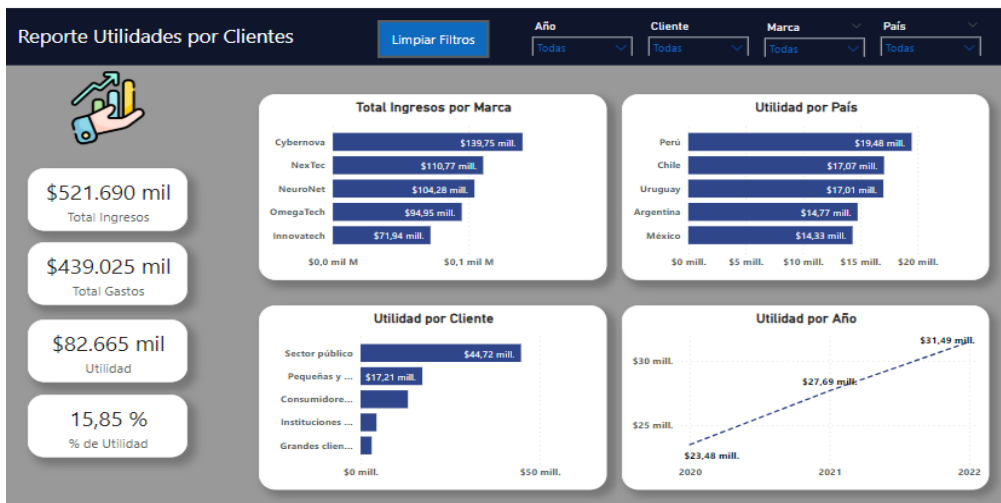 Reporte Utilidades por Clientes
Limpiar Filtros
Año
Todas
Cliente
Todas
Marca
Todas
País
Todas
$521.690 mil
Total Ingresos
$439.025 mil
Total Gastos
$82.665 mil
Utilidad
15,85 %
% de Utilidad
Total Ingresos por Marca
Cybernova $139,75 mill.
NexTec $110,77 mill.
NeuroNet $104,28 mill.
OmegaTech $94,95 mill.
Innovatech $71,94 mill.
$0,0 mil M $0,1 mil M
Utilidad por País
Perú $19,48 mill.
Chile $17,07 mill.
Uruguay $17,01 mill.
Argentina $14,77 mill.
México $14,33 mill.
$0 mill. $5 mill. $10 mill. $15 mill. $20 mill.
Utilidad por Cliente
Sector público $44,72 mill.
Pequeñas y ... $17,21 mill.
Consumidore...
Instituciones ...
Grandes clien...
$0 mill. $50 mill.
Utilidad por Año
$31,49 mill.
$30 mill.
$27,69 mill.
$25 mill.
$23,48 mill.
2020 2021 2022